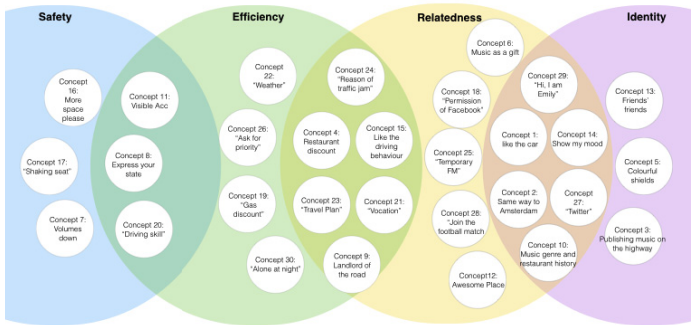 Safety
Efficiency
Relatedness
Identity
Concept
16:
More
space
please
Concept 11:
Visible Acc
Concept 17:
"Shaking seat"
Concept 8:
Express your
state
Concept 7:
Volumes
down
Concept 20:
"Driving skill"
Concept
22:
"Weather"
Concept 26:
"Ask for
priority"
Concept 19:
"Gas
discount"
Concept 30:
"Alone at night"
Concept 24:
"Reason of
traffic jam"
Concept 4:
Restaurant
discount
Concept 15:
Like the
driving
behaviour
Concept 23:
"Travel Plan"
Concept 21:
"Vocation"
Concept 9:
Landlord of
the road
Concept 6:
Music as a gift
Concept 18:
"Permission
of Facebook"
Concept 25:
"Temporary
FM"
Concept 28:
"Join the
football match
Concept12:
Awesome Place
Concept 29:
"Hi, I am
Emily"
Concept 1:
like the car
Concept 14:
Show my mood
Concept 2:
Same way to
Amsterdam
Concept
27:
"Twitter"
Concept 10:
Music genre and
restaurant history
Concept 13:
Friends'
friends
Concept 5:
Colourful
shields
Concept 3:
Publishing music on
the highway